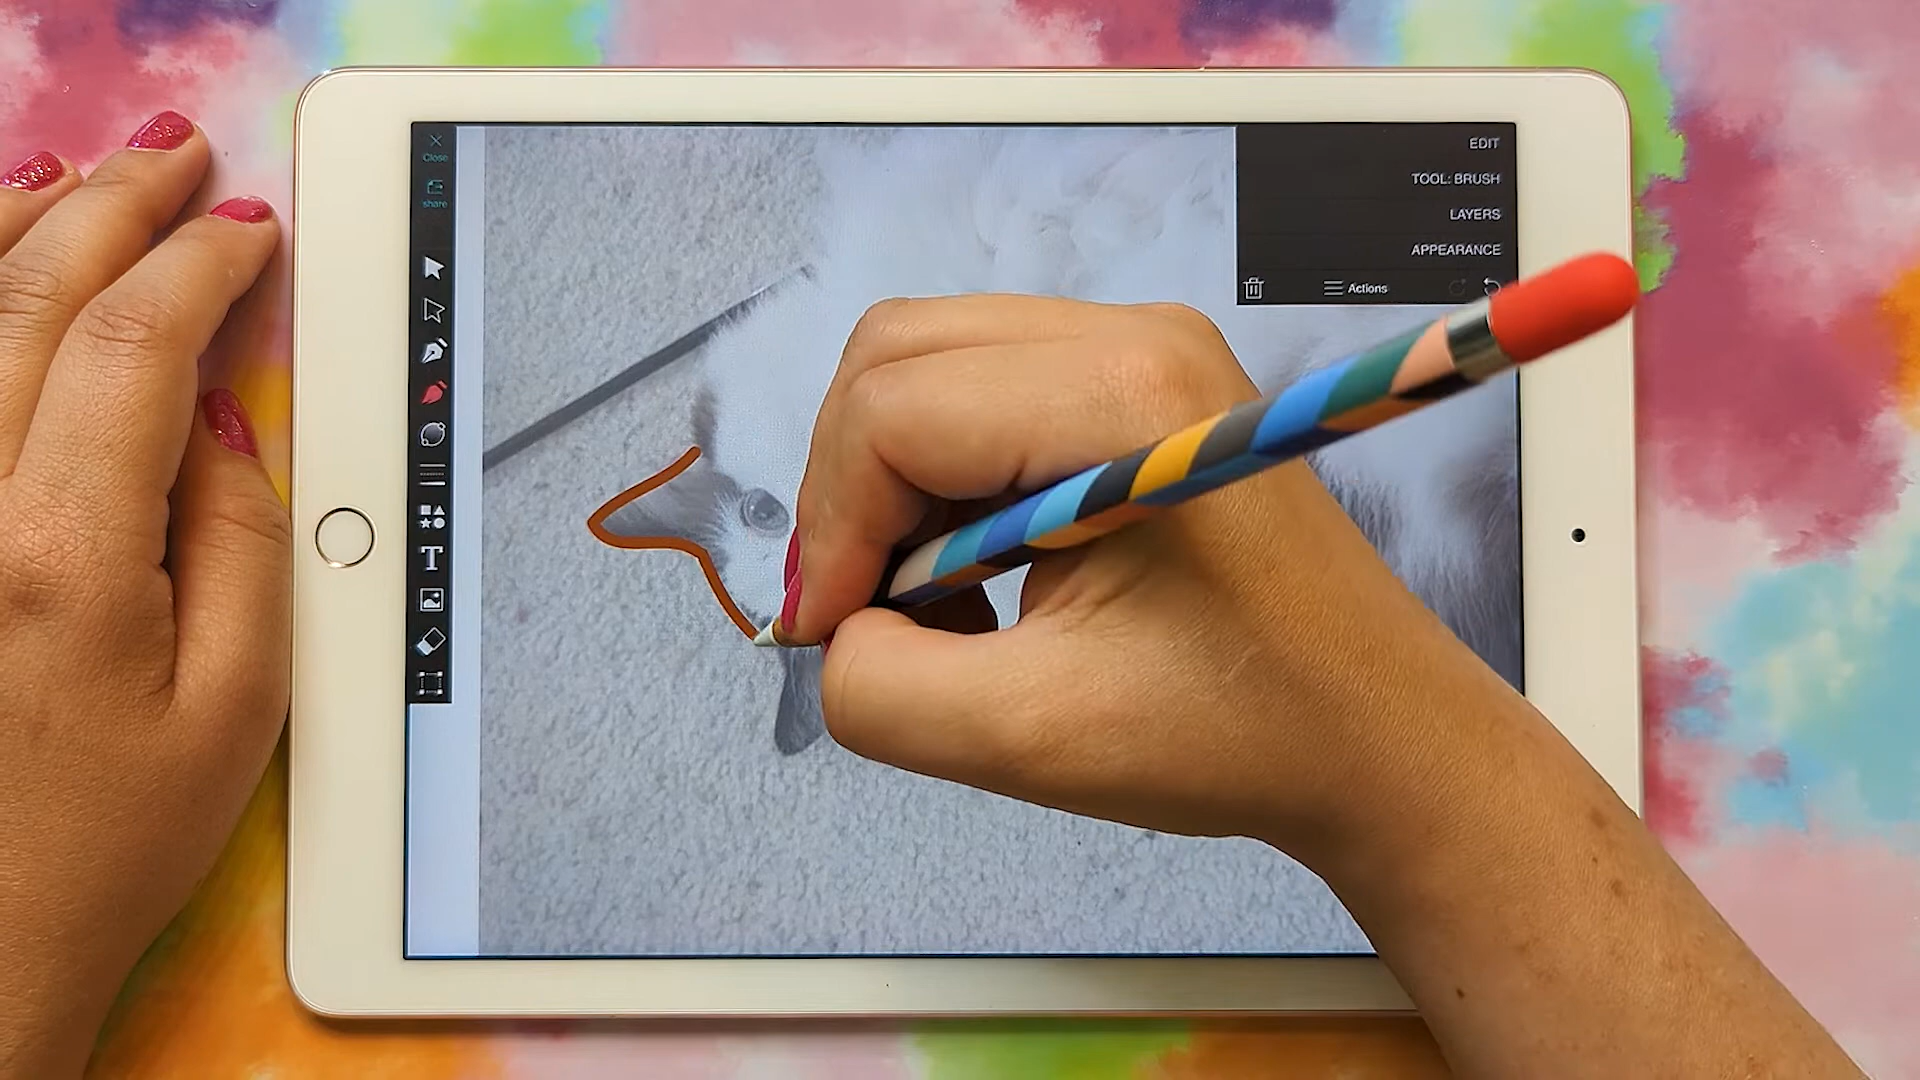 Close
share
EDIT
TOOL: BRUSH
LAYERS
APPEARANCE
Actions
T